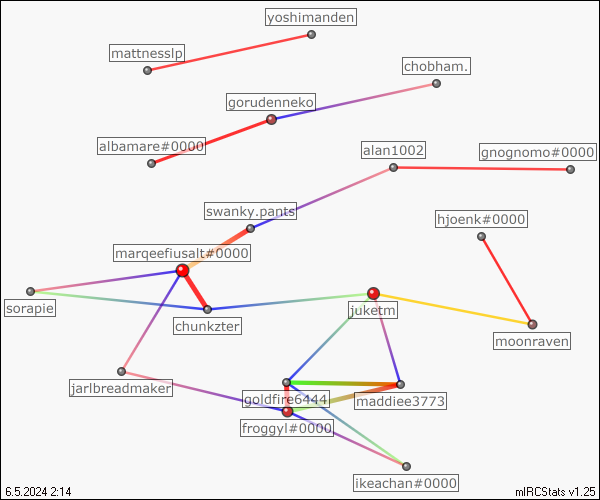 yoshimanden
mattnesslp
chobham.
gorudenneko
albamare#0000
alan1002
gnognomo#0000
swanky.pants
hjoenk#0000
marqeefiusalt#0000
sorapie
juketm
chunkzter
moonraven
jarlbreadmaker
goldfire6444
maddiee3773
froggyl#0000
ikeachan#0000
6.5.2024 2:14
mIRCStats v1.25